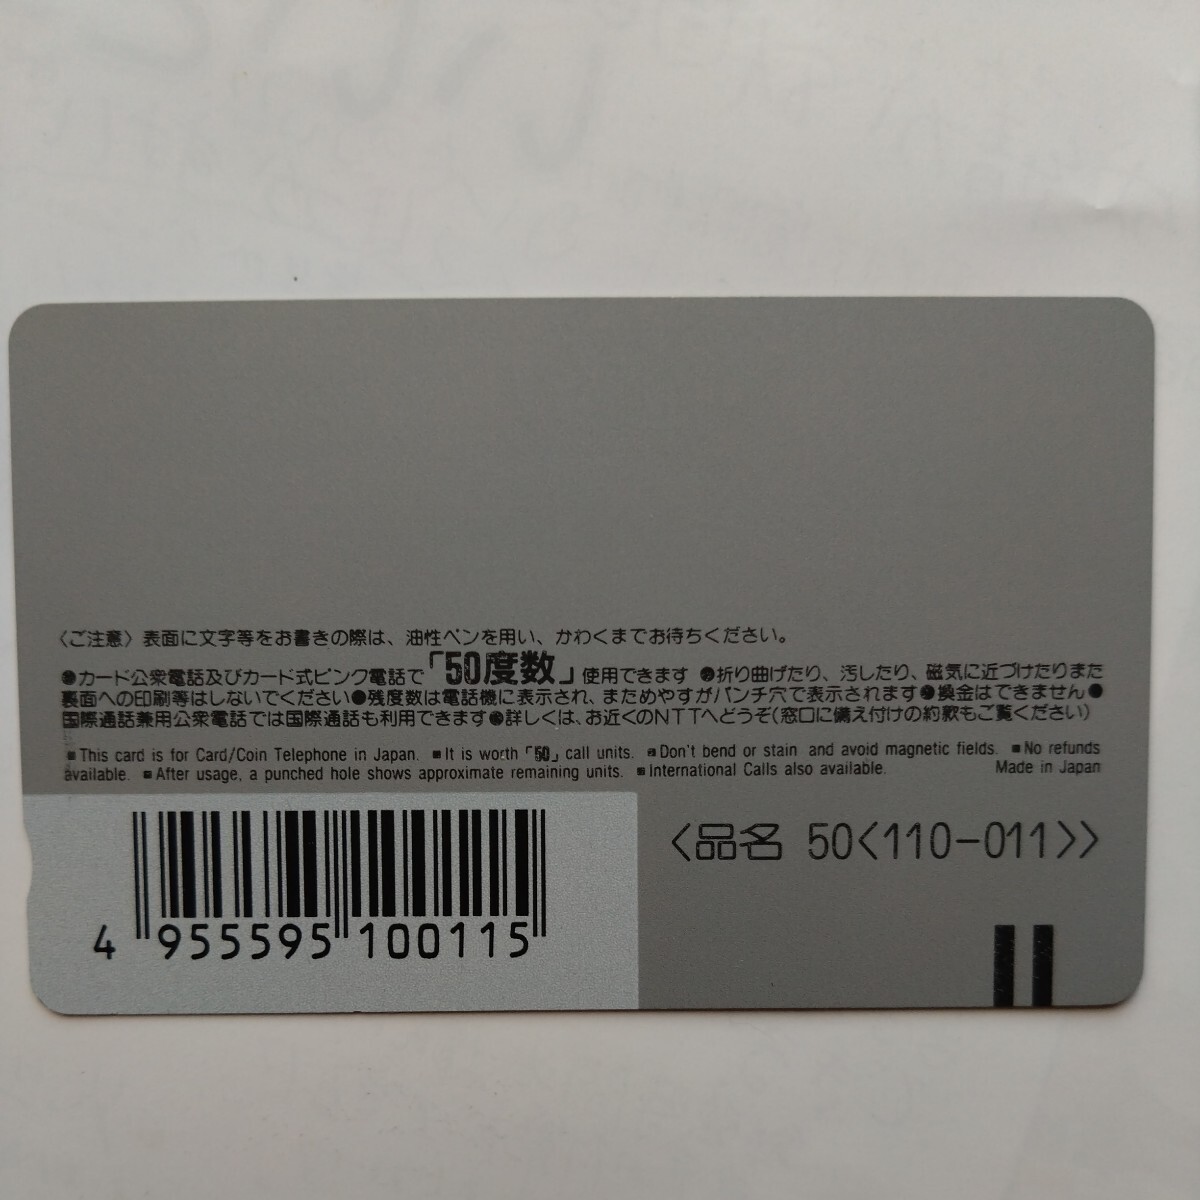 〈ご注意〉表面に文字等をお書きの際は、油性ペンを用い、かわくまでお待ちください。
●カード公衆電話及びカード式ピンク電話で「50度数」使用できます ●折り曲げたり、汚したり、磁気に近づけたりまた
裏面への印刷等はしないでください●残度数は電話機に表示され、まためやすがパンチ穴で表示されます●換金はできません●
国際通話兼用公衆電話では国際通話も利用できます●詳しくは、お近くのNTTへどうぞ(窓口に備え付けの約款もご覧ください)
■This card is for Card/Coin Telephone in Japan. ■It is worth「50」call units. ■Don't bend or stain and avoid magnetic fields. ■No refunds
available. ■After usage, a punched hole shows approximate remaining units. ■International Calls also available. Made in Japan
〈品名 50〈110-011〉〉
4 955595 100115